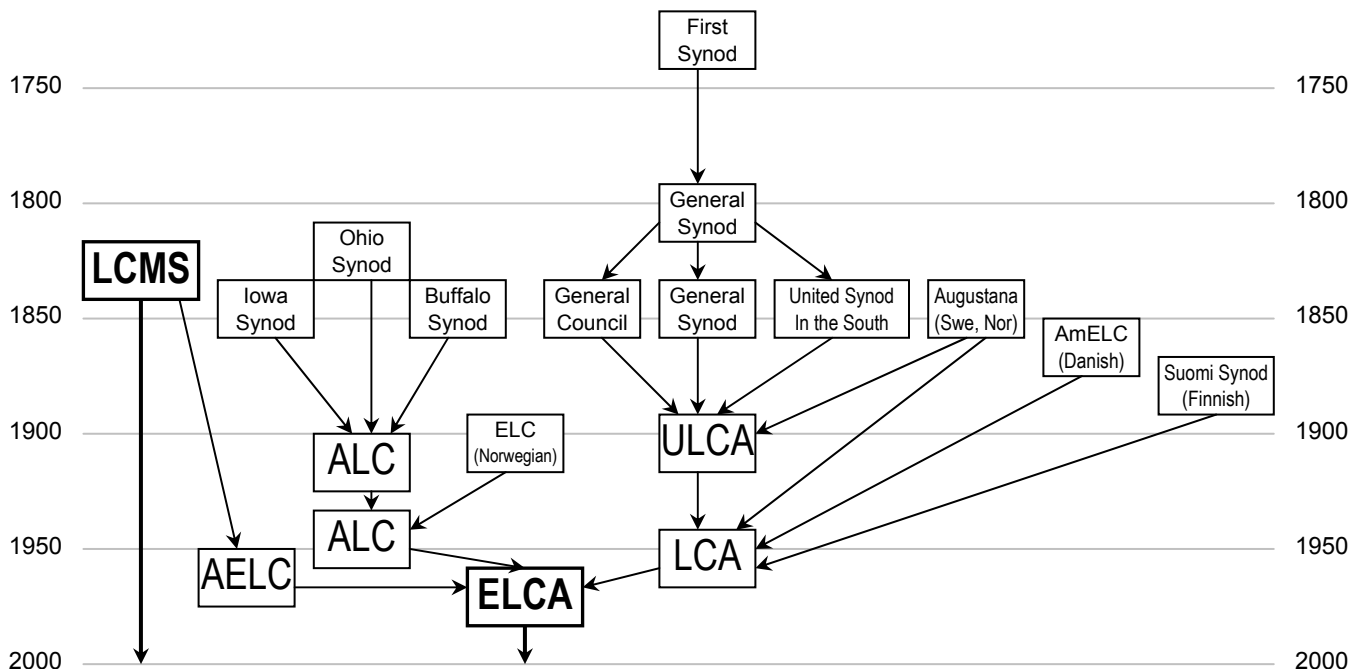 First
Synod
1750 1750
1800 1800
General
Synod
Ohio
Synod
LCMS
Iowa
Synod
Buffalo
Synod
General
Council
General
Synod
United Synod
In the South
Augustana
(Swe, Nor)
1850 1850
AmELC
(Danish)
Suomi Synod
(Finnish)
1900 1900
ALC
ELC
(Norwegian)
ULCA
ALC
1950 1950
LCA
AELC
ELCA
2000 2000